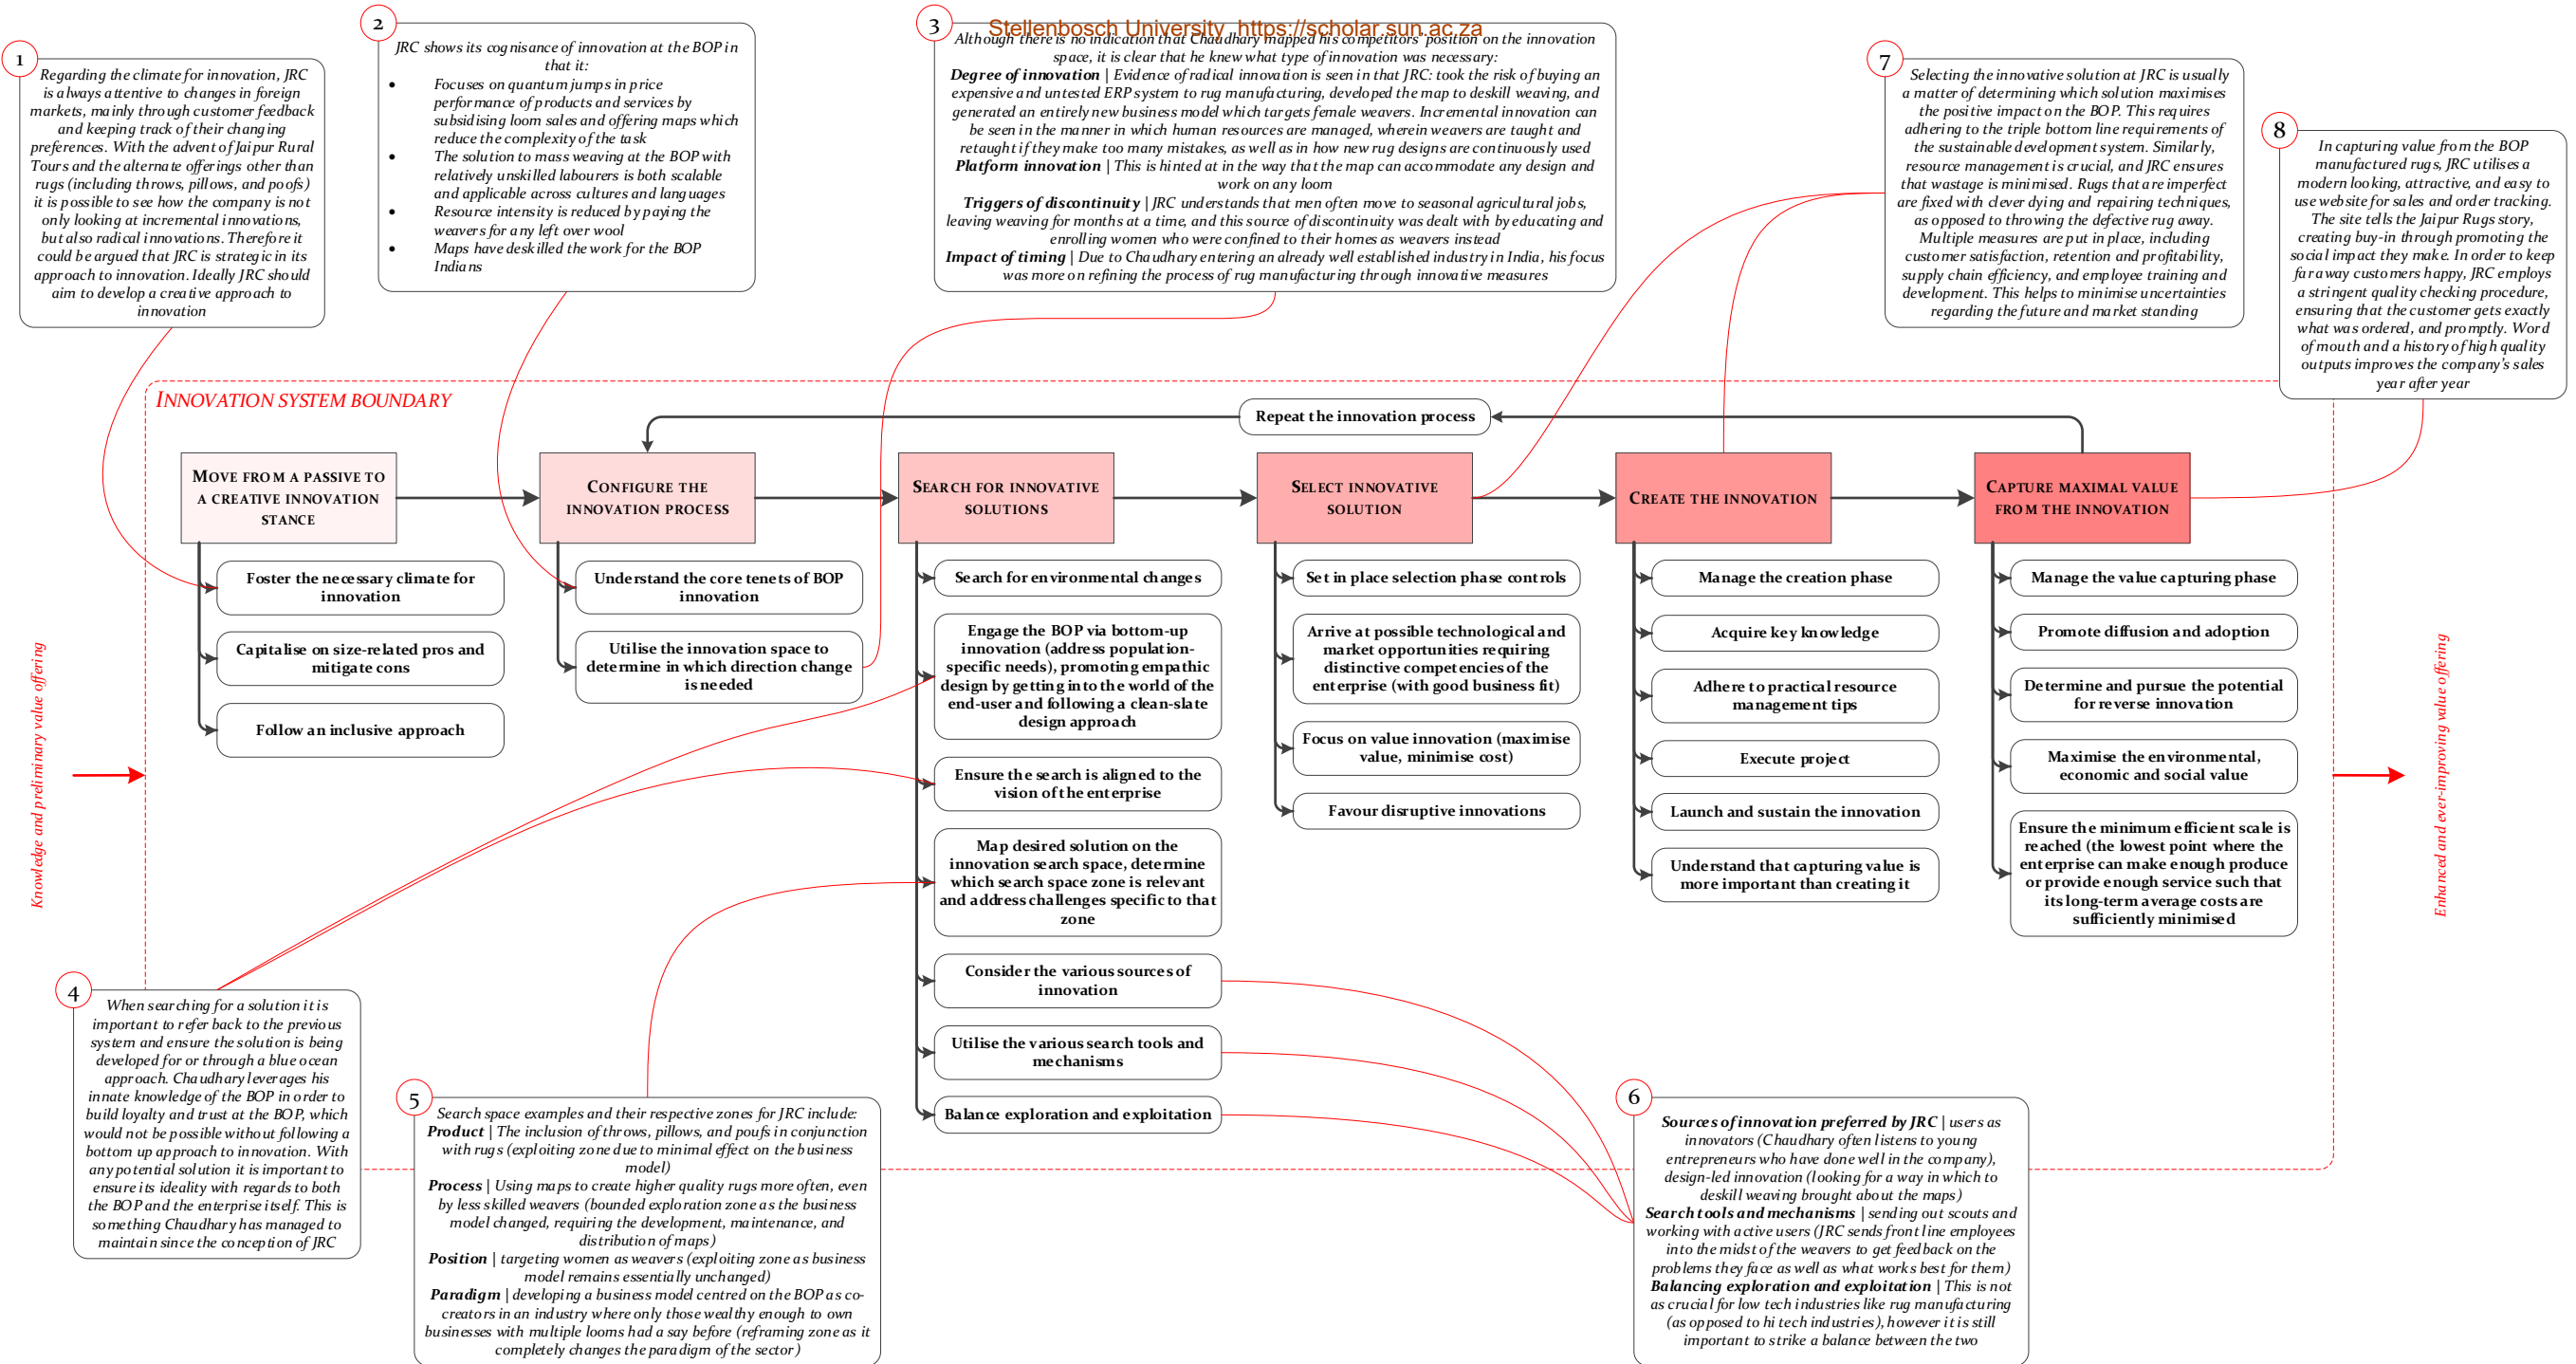 Stellenbosch University https://scholar.sun.ac.za
1
Regarding the climate for innovation, JRC
is always attentive to changes in foreign
markets, mainly through customer feedback
and keeping track of their changing
preferences. With the advent of Jaipur Rural
Tours and the alternate offerings other than
rugs (including throws, pillows, and poofs)
it is possible to see how the company is not
only looking at incremental innovations,
but also radical innovations. Therefore it
could be argued that JRC is strategic in its
approach to innovation. Ideally JRC should
aim to develop a creative approach to
innovation
2
JRC shows its cognisance of innovation at the BOP in
that it:
• Focuses on quantum jumps in price
performance of products and services by
subsidising loom sales and offering maps which
reduce the complexity of the task
• The solution to mass weaving at the BOP with
relatively unskilled labourers is both scalable
and applicable across cultures and languages
• Resource intensity is reduced by paying the
weavers for any left over wool
• Maps have deskilled the work for the BOP
Indians
3
Although there is no indication that Chaudhary mapped his competitors' position on the innovation
space, it is clear that he knew what type of innovation was necessary:
Degree of innovation | Evidence of radical innovation is seen in that JRC: took the risk of buying an
expensive and untested ERP system to rug manufacturing, developed the map to deskill weaving, and
generated an entirely new business model which targets female weavers. Incremental innovation can
be seen in the manner in which human resources are managed, wherein weavers are taught and
retaught if they make too many mistakes, as well as in how new rug designs are continuously used
Platform innovation | This is hinted at in the way that the map can accommodate any design and
work on any loom
Triggers of discontinuity | JRC understands that men often move to seasonal agricultural jobs,
leaving weaving for months at a time, and this source of discontinuity was dealt with by educating and
enrolling women who were confined to their homes as weavers instead
Impact of timing | Due to Chaudhary entering an already well established industry in India, his focus
was more on refining the process of rug manufacturing through innovative measures
7
Selecting the innovative solution at JRC is usually
a matter of determining which solution maximises
the positive impact on the BOP. This requires
adhering to the triple bottom line requirements of
the sustainable development system. Similarly,
resource management is crucial, and JRC ensures
that wastage is minimised. Rugs that are imperfect
are fixed with clever dying and repairing techniques,
as opposed to throwing the defective rug away.
Multiple measures are put in place, including
customer satisfaction, retention and profitability,
supply chain efficiency, and employee training and
development. This helps to minimise uncertainties
regarding the future and market standing
8
In capturing value from the BOP
manufactured rugs, JRC utilises a
modern looking, attractive, and easy to
use website for sales and order tracking.
The site tells the Jaipur Rugs story,
creating buy-in through promoting the
social impact they make. In order to keep
far away customers happy, JRC employs
a stringent quality checking procedure,
ensuring that the customer gets exactly
what was ordered, and promptly. Word
of mouth and a history of high quality
outputs improves the company's sales
year after year
INNOVATION SYSTEM BOUNDARY
Repeat the innovation process
MOVE FROM A PASSIVE TO
A CREATIVE INNOVATION
STANCE
Foster the necessary climate for
innovation
Capitalise on size-related pros and
mitigate cons
Follow an inclusive approach
CONFIGURE THE
INNOVATION PROCESS
Understand the core tenets of BOP
innovation
Utilise the innovation space to
determine in which direction change
is needed
SEARCH FOR INNOVATIVE
SOLUTIONS
Search for environmental changes
Engage the BOP via bottom-up
innovation (address population-
specific needs), promoting empathic
design by getting into the world of the
end-user and following a clean-slate
design approach
Ensure the search is aligned to the
vision of the enterprise
Map desired solution on the
innovation search space, determine
which search space zone is relevant
and address challenges specific to that
zone
Consider the various sources of
innovation
Utilise the various search tools and
mechanisms
Balance exploration and exploitation
SELECT INNOVATIVE
SOLUTION
Set in place selection phase controls
Arrive at possible technological and
market opportunities requiring
distinctive competencies of the
enterprise (with good business fit)
Focus on value innovation (maximise
value, minimise cost)
Favour disruptive innovations
CREATE THE INNOVATION
Manage the creation phase
Acquire key knowledge
Adhere to practical resource
management tips
Execute project
Launch and sustain the innovation
Understand that capturing value is
more important than creating it
CAPTURE MAXIMAL VALUE
FROM THE INNOVATION
Manage the value capturing phase
Promote diffusion and adoption
Determine and pursue the potential
for reverse innovation
Maximise the environmental,
economic and social value
Ensure the minimum efficient scale is
reached (the lowest point where the
enterprise can make enough produce
or provide enough service such that
its long-term average costs are
sufficiently minimised
Knowledge and preliminary value offering
Enhanced and ever-improving value offering
4
When searching for a solution it is
important to refer back to the previous
system and ensure the solution is being
developed for or through a blue ocean
approach. Chaudhary leverages his
innate knowledge of the BOP in order to
build loyalty and trust at the BOP, which
would not be possible without following a
bottom up approach to innovation. With
any potential solution it is important to
ensure its ideality with regards to both
the BOP and the enterprise itself. This is
something Chaudhary has managed to
maintain since the conception of JRC
5
Search space examples and their respective zones for JRC include:
Product | The inclusion of throws, pillows, and poufs in conjunction
with rugs (exploiting zone due to minimal effect on the business
model)
Process | Using maps to create higher quality rugs more often, even
by less skilled weavers (bounded exploration zone as the business
model changed, requiring the development, maintenance, and
distribution of maps)
Position | targeting women as weavers (exploiting zone as business
model remains essentially unchanged)
Paradigm | developing a business model centred on the BOP as co-
creators in an industry where only those wealthy enough to own
businesses with multiple looms had a say before (reframing zone as it
completely changes the paradigm of the sector)
6
Sources of innovation preferred by JRC | users as
innovators (Chaudhary often listens to young
entrepreneurs who have done well in the company),
design-led innovation (looking for a way in which to
deskill weaving brought about the maps)
Search tools and mechanisms | sending out scouts and
working with active users (JRC sends front line employees
into the midst of the weavers to get feedback on the
problems they face as well as what works best for them)
Balancing exploration and exploitation | This is not
as crucial for low tech industries like rug manufacturing
(as opposed to hi tech industries), however it is still
important to strike a balance between the two